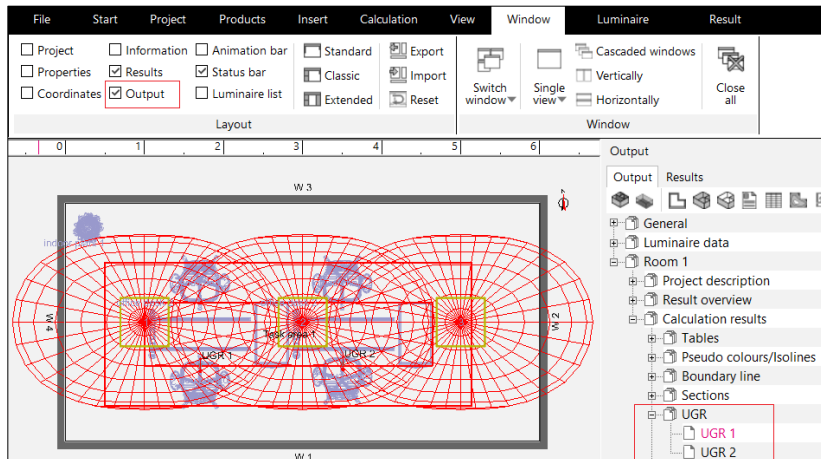 File Start Project Products Insert Calculation View Window Luminaire Result
Project Information Animation bar Standard Export Cascaded windows
Properties Results Status bar Classic Import Vertically
Coordinates Output Luminaire list Extended Reset Switch window Single view Horizontally Close all
Layout Window
0 1 2 3 4 5 6
Output
Output Results
W 3
General
Luminaire data
Room 1
Project description
Result overview
Calculation results
W 4
W 2
Tables
UGR 1
UGR 2
Pseudo colours/Isolines
Boundary line
Sections
UGR
UGR 1
UGR 2
W 1